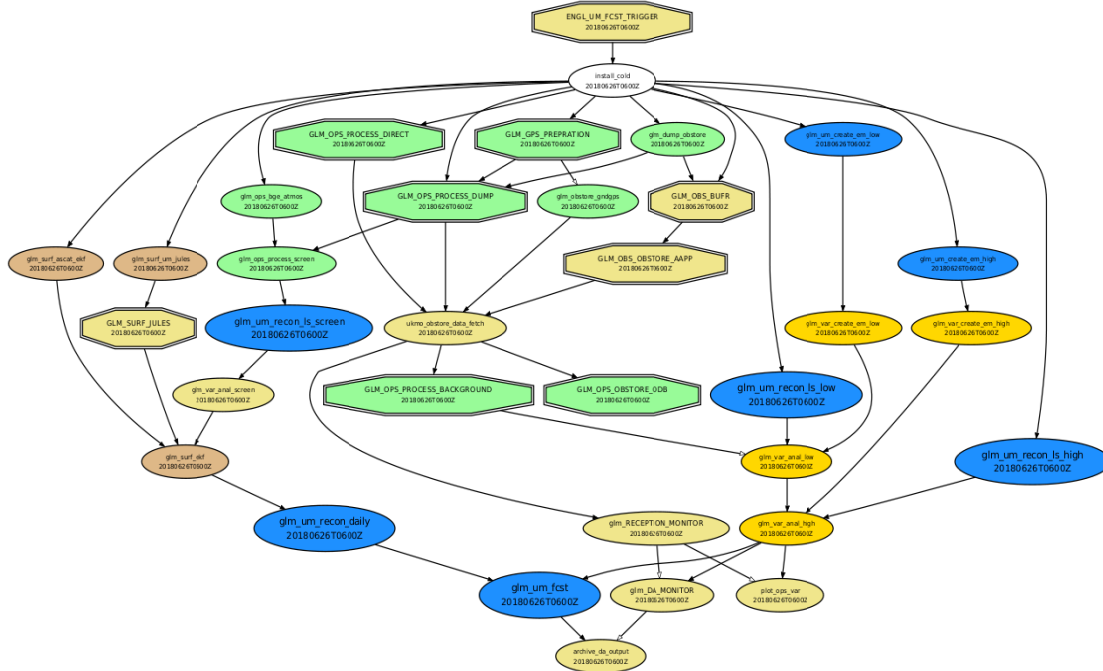 ENGL_UM_FCST_TRIGGER
20180626T0600Z
install_cold
20180626T0600Z
GLM_OPS_PROCESS_DIRECT
20180626T0600Z
GLM_GPS_PREPRATION
20180626T0600Z
glm_dump_obstore
20180626T0600Z
glm_um_create_em_low
20180626T0600Z
glm_ops_bge_atmos
20180626T0600Z
GLM_OPS_PROCESS_DUMP
20180626T0600Z
glm_obstore_gndgps
20180626T0600Z
GLM_OBS_BUFR
20180626T0600Z
glm_surf_ascat_ekf
20180626T0600Z
glm_surf_um_jules
20180626T0600Z
glm_ops_process_screen
20180626T0600Z
GLM_OBS_OBSTORE_AAPP
20180626T0600Z
glm_um_create_em_high
20180626T0600Z
GLM_SURF_JULES
20180626T0600Z
glm_um_recon_ls_screen
20180626T0600Z
ukmo_obstore_data_fetch
20180626T0600Z
glm_var_create_em_low
20180626T0600Z
glm_var_create_em_high
20180626T0600Z
glm_var_anal_screen
20180626T0600Z
GLM_OPS_PROCESS_BACKGROUND
20180626T0600Z
GLM_OPS_OBSTORE_ODB
20180626T0600Z
glm_um_recon_ls_low
20180626T0600Z
glm_surf_ekf
20180626T0600Z
glm_var_anal_low
20180626T0600Z
glm_um_recon_ls_high
20180626T0600Z
glm_um_recon_daily
20180626T0600Z
glm_RECEPTON_MONITOR
20180626T0600Z
glm_var_anal_high
20180626T0600Z
glm_um_fcst
20180626T0600Z
glm_DA_MONITOR
20180626T0600Z
plot_ops_var
20180626T0600Z
archive_da_output
20180626T0600Z